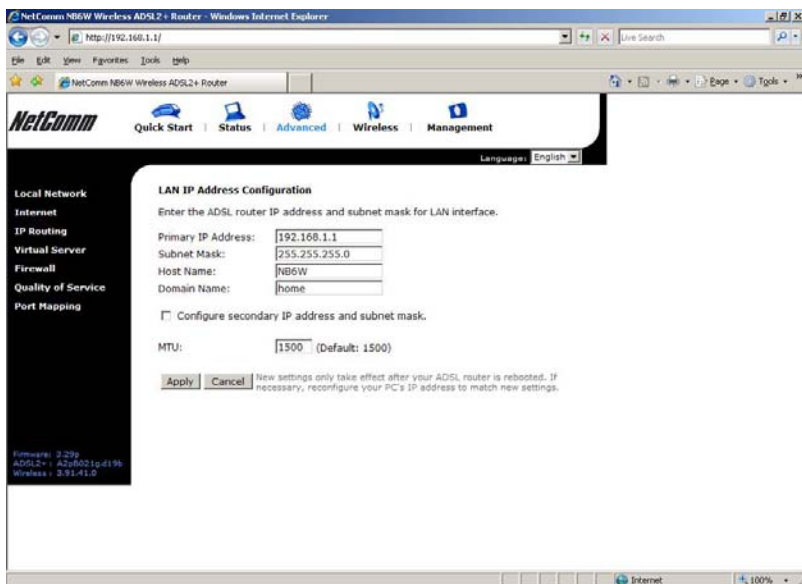 NetComm NB6W Wireless ADSL2+ Router - Windows Internet Explorer
http://192.168.1.1/
Live Search
File Edit View Favorites Tools Help
NetComm NB6W Wireless ADSL2+ Router
Page Tools
NetComm
Quick Start | Status | Advanced | Wireless | Management
Language: English
Local Network
Internet
IP Routing
Virtual Server
Firewall
Quality of Service
Port Mapping
LAN IP Address Configuration
Enter the ADSL router IP address and subnet mask for LAN interface.
Primary IP Address: 192.168.1.1
Subnet Mask: 255.255.255.0
Host Name: NB6W
Domain Name: home
Configure secondary IP address and subnet mask.
MTU: 1500 (Default: 1500)
Apply Cancel New settings only take effect after your ADSL router is rebooted. If
necessary, reconfigure your PC's IP address to match new settings.
Firmware: 3.29p
ADSL2+ : A2pB021g.d19b
Wireless : 3.91.41.0
Internet 100%